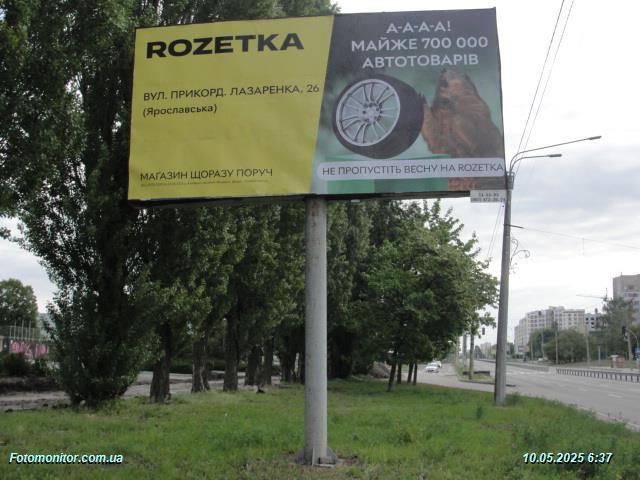 ROZETKA
ВУЛ. ПРИКОРД. ЛАЗАРЕНКА, 26
(Ярославська)
МАГАЗИН ЩОРАЗУ ПОРУЧ
А-А-А-А!
МАЙЖЕ 700 000
АВТОТОВАРІВ
НЕ ПРОПУСТІТЬ ВЕСНУ НА ROZETKA
Fotomonitor.com.ua
10.05.2025 6:37